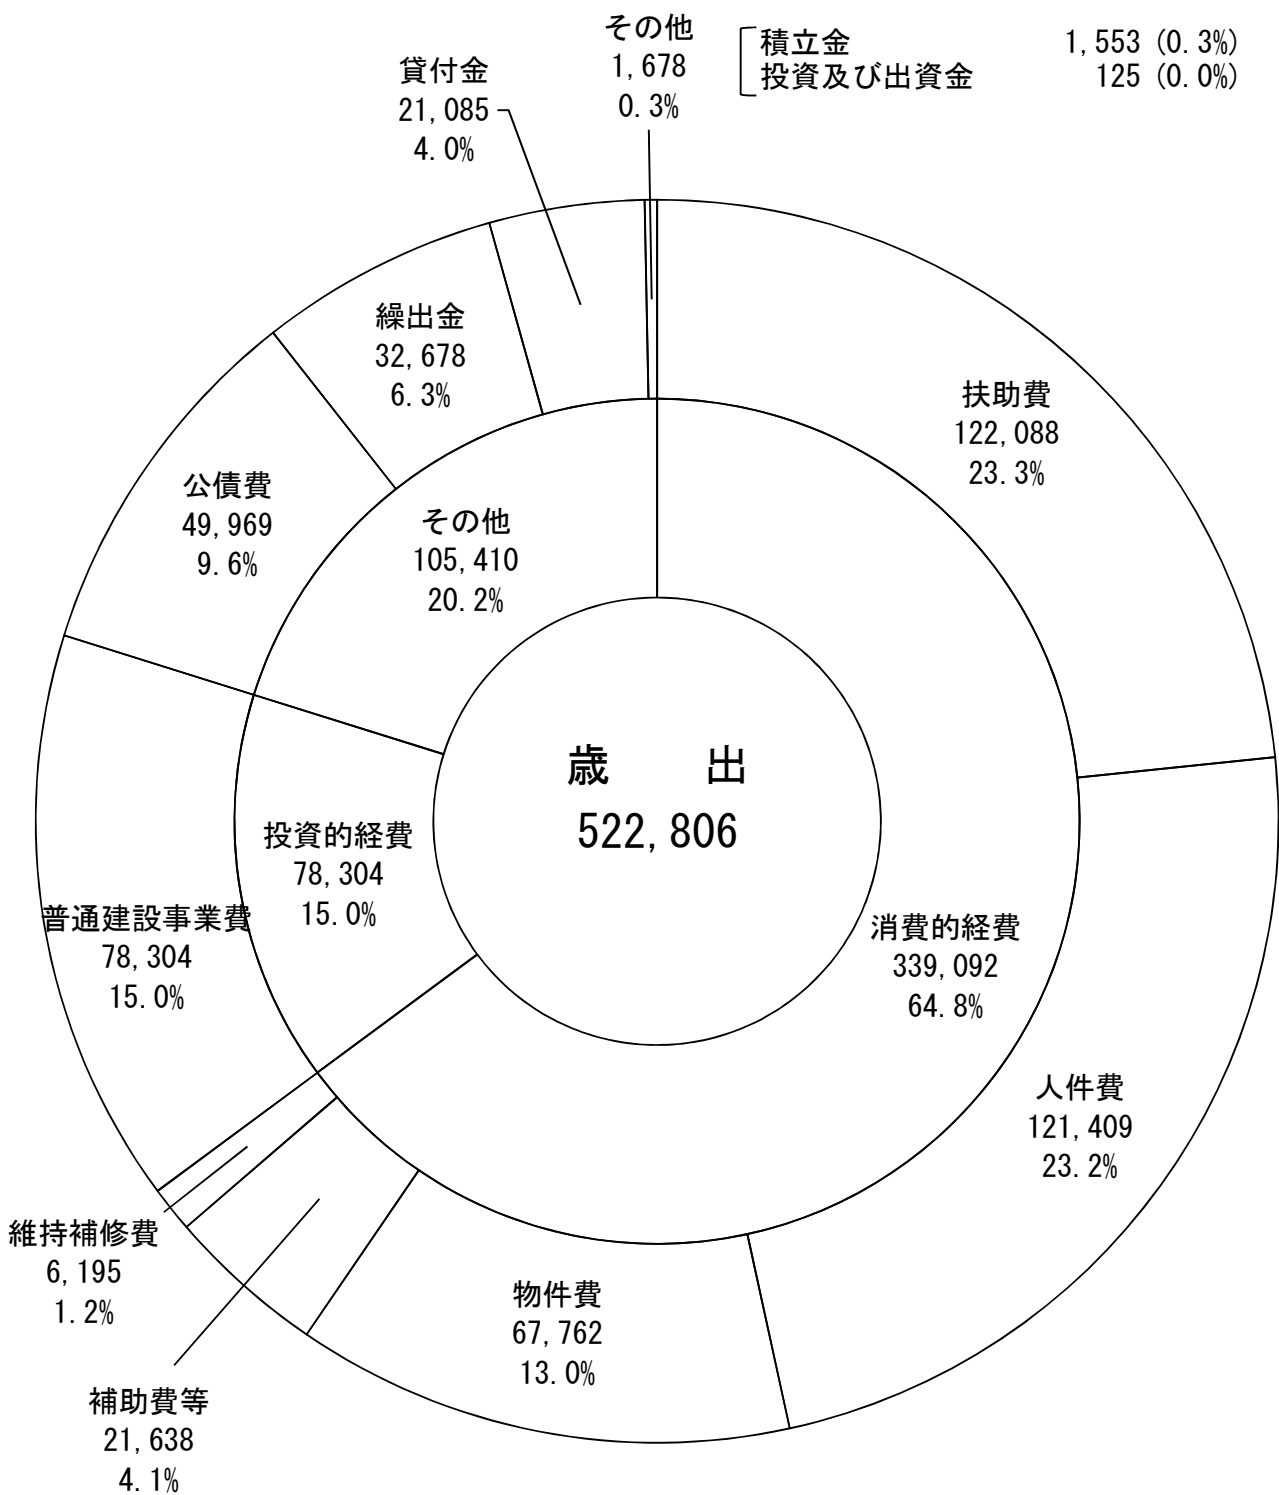 その他
1,678
0.3%
積立金 1,553 (0.3%)
投資及び出資金 125 (0.0%)
貸付金
21,085
4.0%
繰出金
32,678
6.3%
扶助費
122,088
23.3%
公債費
49,969
9.6%
その他
105,410
20.2%
歳出
522,806
投資的経費
78,304
15.0%
普通建設事業費
78,304
15.0%
消費的経費
339,092
64.8%
人件費
121,409
23.2%
維持補修費
6,195
1.2%
物件費
67,762
13.0%
補助費等
21,638
4.1%